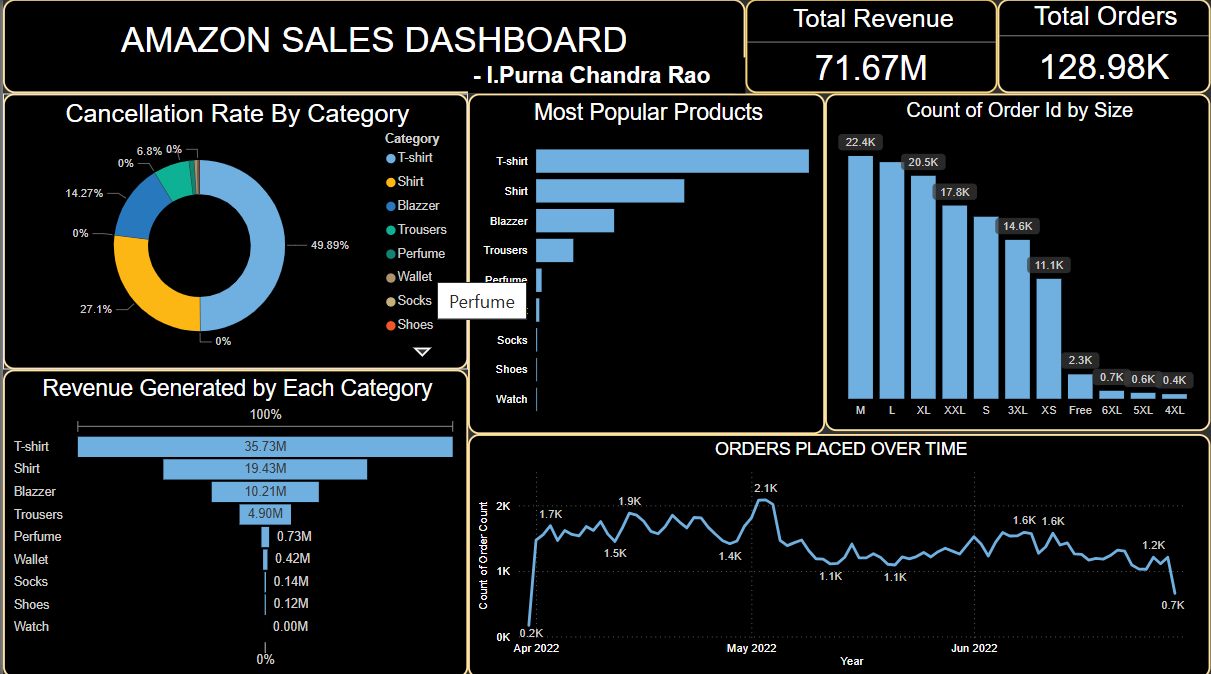 AMAZON SALES DASHBOARD
- I.Purna Chandra Rao
Total Revenue
71.67M
Total Orders
128.98K
Cancellation Rate By Category
6.8%
0%
0%
14.27%
0%
27.1%
0%
49.89%
Category
T-shirt
Shirt
Blazzer
Trousers
Perfume
Wallet
Socks
Shoes
Most Popular Products
T-shirt
Shirt
Blazzer
Trousers
Perfume
Perfume
Socks
Shoes
Watch
Count of Order Id by Size
22.4K
20.5K
17.8K
14.6K
11.1K
2.3K
0.7K
0.6K
0.4K
M L XL XXL S 3XL XS Free 6XL 5XL 4XL
Revenue Generated by Each Category
100%
T-shirt 35.73M
Shirt 19.43M
Blazzer 10.21M
Trousers 4.90M
Perfume 0.73M
Wallet 0.42M
Socks 0.14M
Shoes 0.12M
Watch 0.00M
0%
ORDERS PLACED OVER TIME
Count of Order Count
2K
1K
0K
0.2K
1.7K
1.5K
1.9K
1.4K
2.1K
1.1K
1.1K
1.6K
1.6K
1.2K
0.7K
Apr 2022 May 2022 Jun 2022
Year